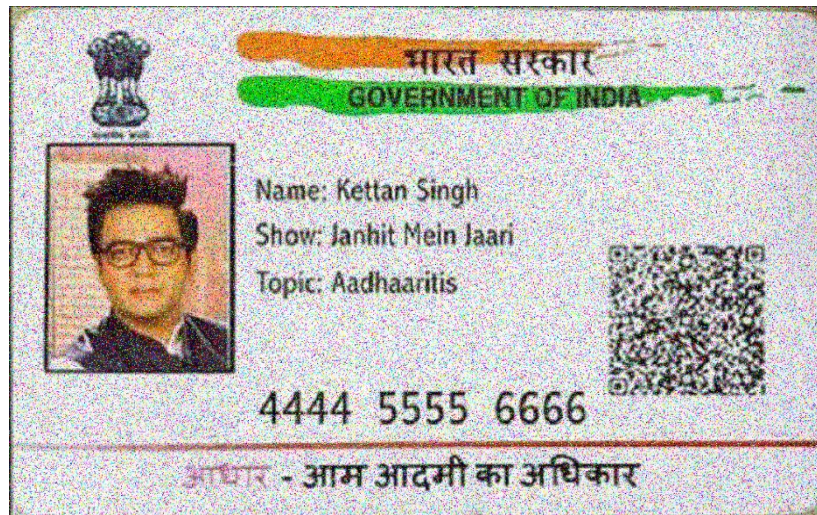 भारत सरकार
GOVERNMENT OF INDIA
Name: Kettan Singh
Show: Janhit Mein Jaari
Topic: Aadhaaritis
4444 5555 6666
आधार - आम आदमी का अधिकार